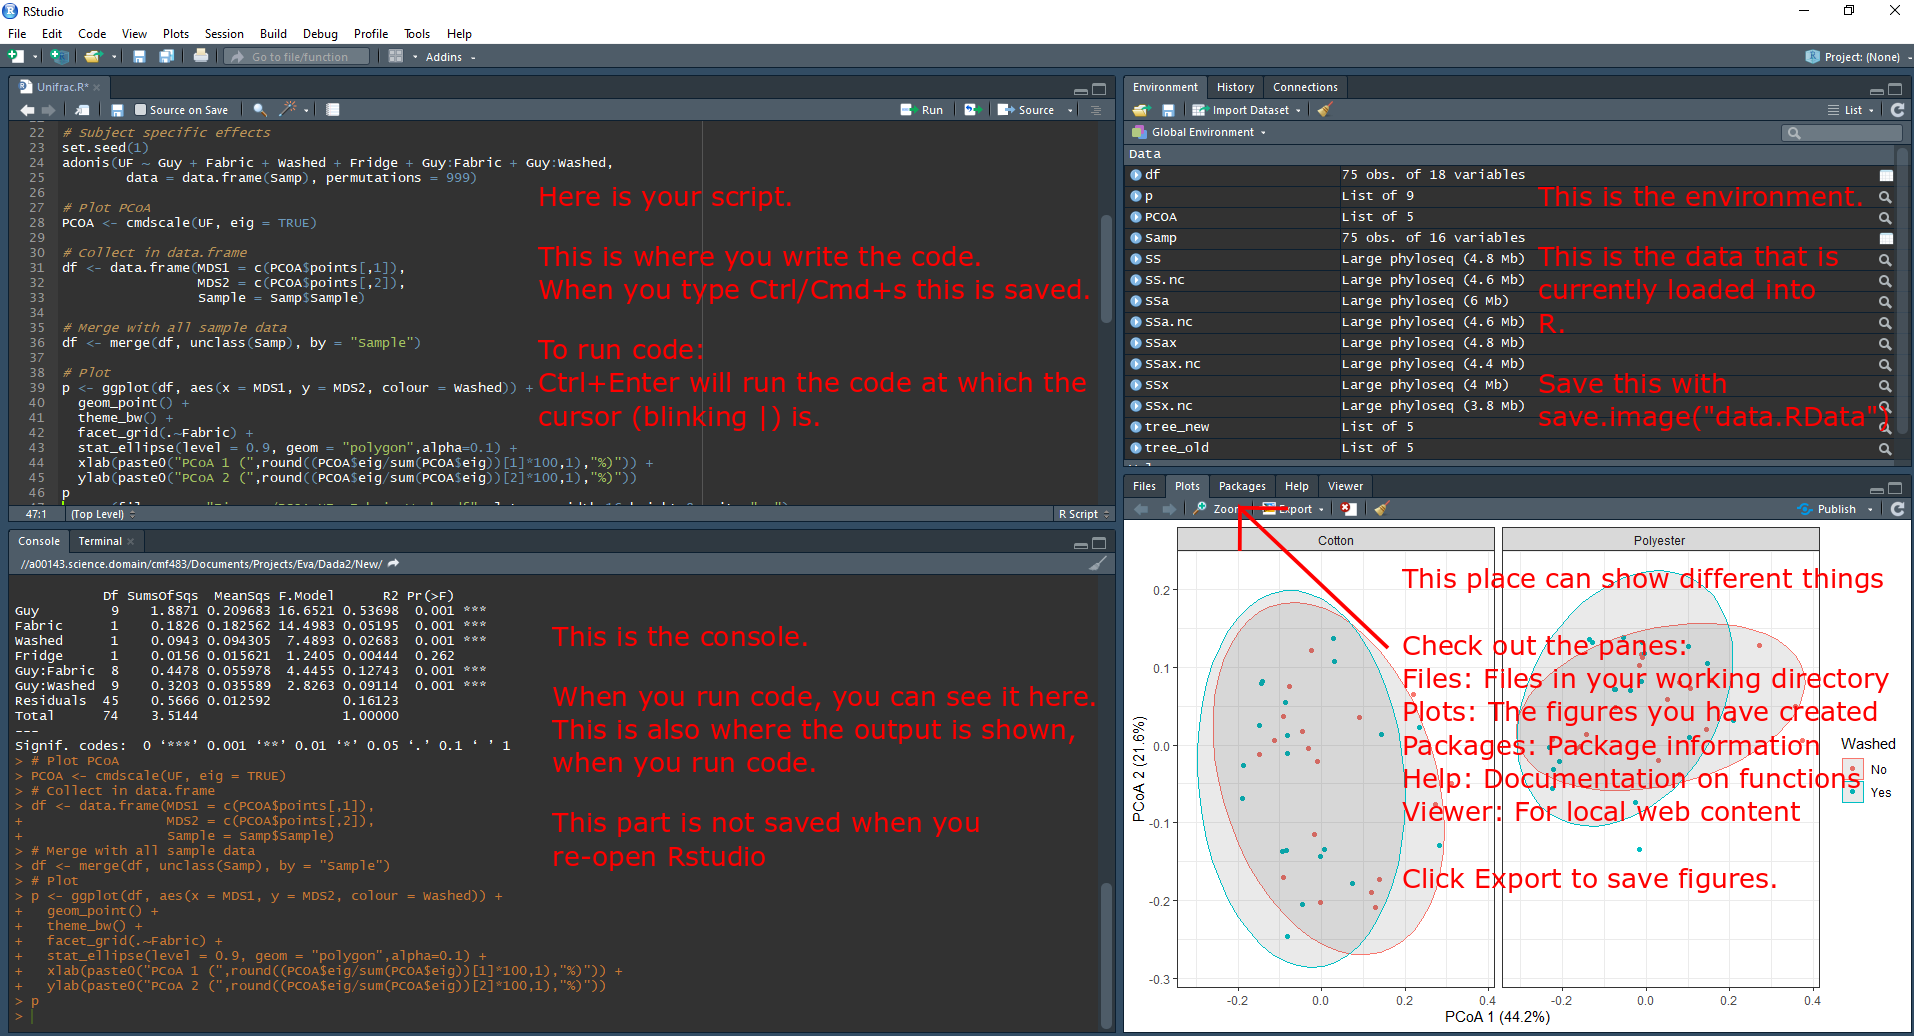 RStudio
File Edit Code View Plots Session Build Debug Profile Tools Help
Go to file/function Addins Project: (None)
Unifrac.R*
Source on Save Run Source
22 # Subject specific effects
23 set.seed(1)
24 adonis(UF ~ Guy + Fabric + Washed + Fridge + Guy:Fabric + Guy:Washed,
25 data = data.frame(Samp), permutations = 999)
26
27 # Plot PCoA
28 PCOA <- cmdscale(UF, eig = TRUE)
29
30 # Collect in data.frame
31 df <- data.frame(MDS1 = c(PCOA$points[,1]),
32 MDS2 = c(PCOA$points[,2]),
33 Sample = Samp$Sample)
34
35 # Merge with all sample data
36 df <- merge(df, unclass(Samp), by = "Sample")
37
38 # Plot
39 p <- ggplot(df, aes(x = MDS1, y = MDS2, colour = Washed)) +
40 geom_point() +
41 theme_bw() +
42 facet_grid(.~Fabric) +
43 stat_ellipse(level = 0.9, geom = "polygon",alpha=0.1) +
44 xlab(paste0("PCoA 1 (",round((PCOA$eig/sum(PCOA$eig))[1]*100,1),"%)")) +
45 ylab(paste0("PCoA 2 (",round((PCOA$eig/sum(PCOA$eig))[2]*100,1),"%)"))
46 p
47:1 (Top Level) R Script
Here is your script.
This is where you write the code.
When you type Ctrl/Cmd+s this is saved.
To run code:
Ctrl+Enter will run the code at which the
cursor (blinking |) is.
Environment History Connections
Import Dataset List
Global Environment
Data
df 75 obs. of 18 variables
p List of 9
PCOA List of 5
Samp 75 obs. of 16 variables
SS Large phyloseq (4.8 Mb)
SS.nc Large phyloseq (4.6 Mb)
SSa Large phyloseq (6 Mb)
SSa.nc Large phyloseq (4.6 Mb)
SSax Large phyloseq (4.8 Mb)
SSax.nc Large phyloseq (4.4 Mb)
SSx Large phyloseq (4 Mb)
SSx.nc Large phyloseq (3.8 Mb)
tree_new List of 5
tree_old List of 5
This is the environment.
This is the data that is
currently loaded into
R.
Save this with
save.image("data.RData")
Console Terminal
//a00143.science.domain/cmf483/Documents/Projects/Eva/Dada2/New/
Df SumsOfSqs MeanSqs F.Model R2 Pr(>F)
Guy 9 1.8871 0.209683 16.6521 0.53698 0.001 ***
Fabric 1 0.1826 0.182562 14.4983 0.05195 0.001 ***
Washed 1 0.0943 0.094305 7.4893 0.02683 0.001 ***
Fridge 1 0.0156 0.015621 1.2405 0.00444 0.262
Guy:Fabric 8 0.4478 0.055978 4.4455 0.12743 0.001 ***
Guy:Washed 9 0.3203 0.035589 2.8263 0.09114 0.001 ***
Residuals 45 0.5666 0.012592 0.16123
Total 74 3.5144 1.00000
---
Signif. codes: 0 ‘***’ 0.001 ‘**’ 0.01 ‘*’ 0.05 ‘.’ 0.1 ‘ ’ 1
> # Plot PCoA
> PCOA <- cmdscale(UF, eig = TRUE)
> # Collect in data.frame
> df <- data.frame(MDS1 = c(PCOA$points[,1]),
+ MDS2 = c(PCOA$points[,2]),
+ Sample = Samp$Sample)
> # Merge with all sample data
> df <- merge(df, unclass(Samp), by = "Sample")
> # Plot
> p <- ggplot(df, aes(x = MDS1, y = MDS2, colour = Washed)) +
+ geom_point() +
+ theme_bw() +
+ facet_grid(.~Fabric) +
+ stat_ellipse(level = 0.9, geom = "polygon",alpha=0.1) +
+ xlab(paste0("PCoA 1 (",round((PCOA$eig/sum(PCOA$eig))[1]*100,1),"%)")) +
+ ylab(paste0("PCoA 2 (",round((PCOA$eig/sum(PCOA$eig))[2]*100,1),"%)"))
> p
>
This is the console.
When you run code, you can see it here.
This is also where the output is shown,
when you run code.
This part is not saved when you
re-open Rstudio
Files Plots Packages Help Viewer
Zoom Export Publish
Cotton Polyester
This place can show different things
Check out the panes:
Files: Files in your working directory
Plots: The figures you have created
Packages: Package information
Help: Documentation on functions
Viewer: For local web content
Click Export to save figures.
Washed
No
Yes
PCoA 2 (21.6%)
0.2
0.1
0.0
-0.1
-0.2
-0.3
-0.2 0.0 0.2 0.4 -0.2 0.0 0.2 0.4
PCoA 1 (44.2%)